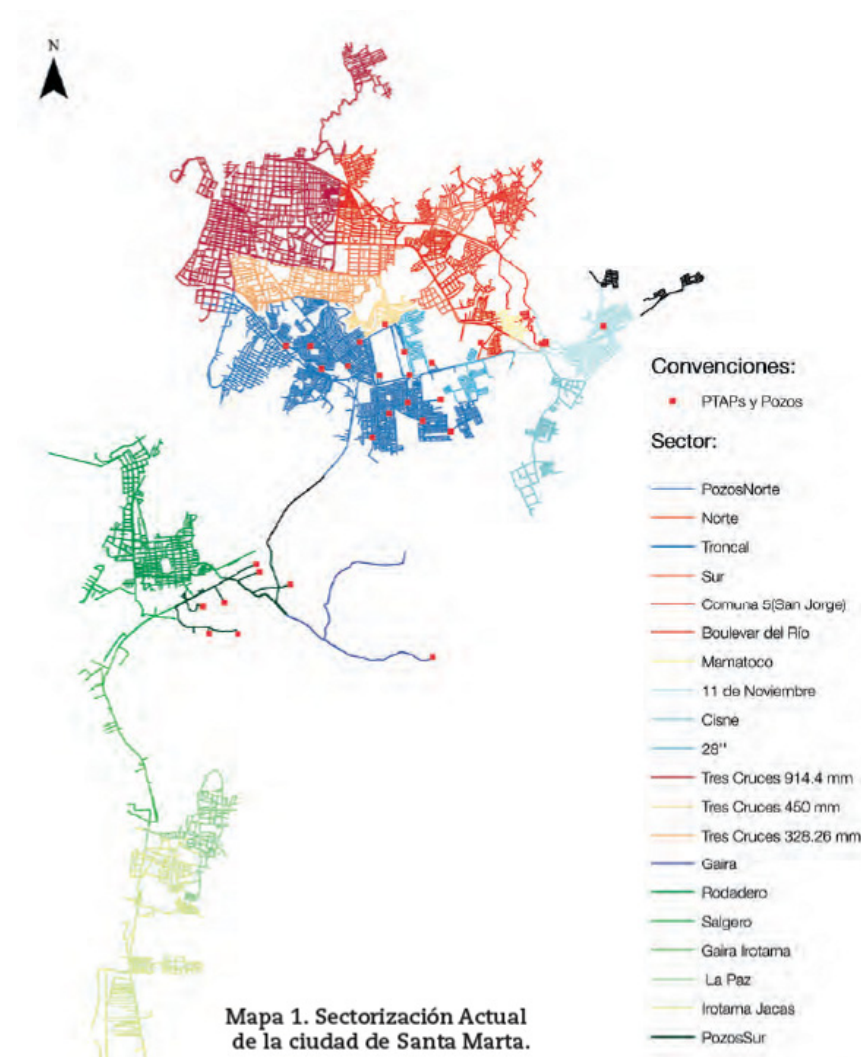 N
Convenciones:
PTAPs y Pozos
Sector:
PozosNorte
Norte
Troncal
Sur
Comuna 5(San Jorge)
Boulevar del Río
Mamatoco
11 de Noviembre
Cisne
28"
Tres Cruces 914.4 mm
Tres Cruces 450 mm
Tres Cruces 328.26 mm
Gaira
Rodadero
Salgero
Gaira Irotama
La Paz
Irotama Jacas
PozosSur
Mapa 1. Sectorización Actual
de la ciudad de Santa Marta.